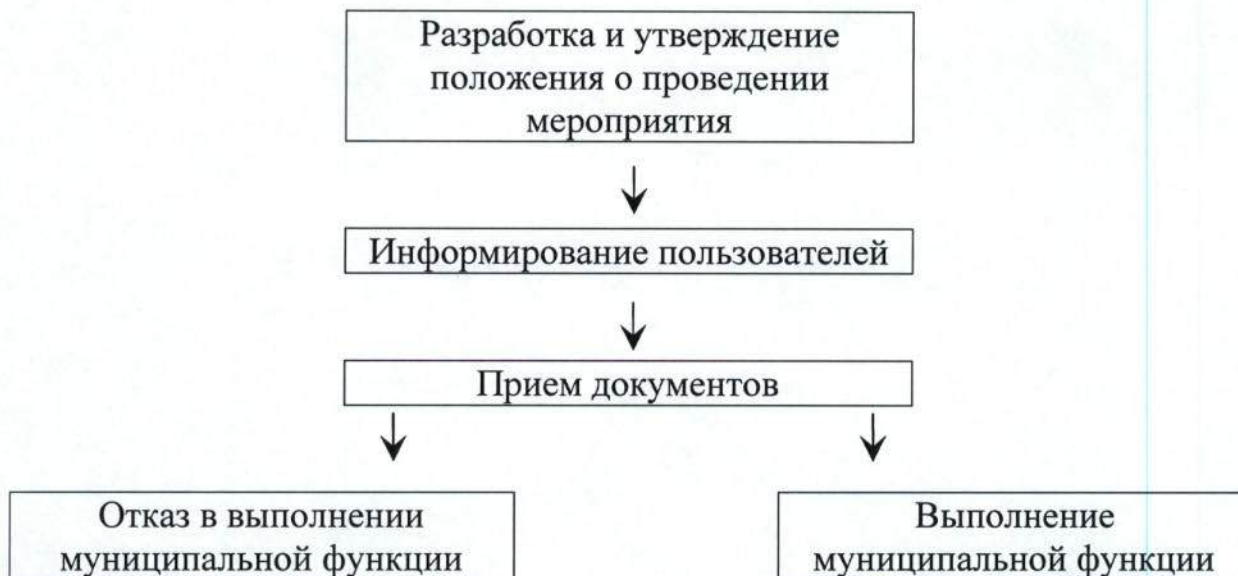 Разработка и утверждение
положения о проведении
мероприятия
Информирование пользователей
Прием документов
Отказ в выполнении
муниципальной функции
Выполнение
муниципальной функции